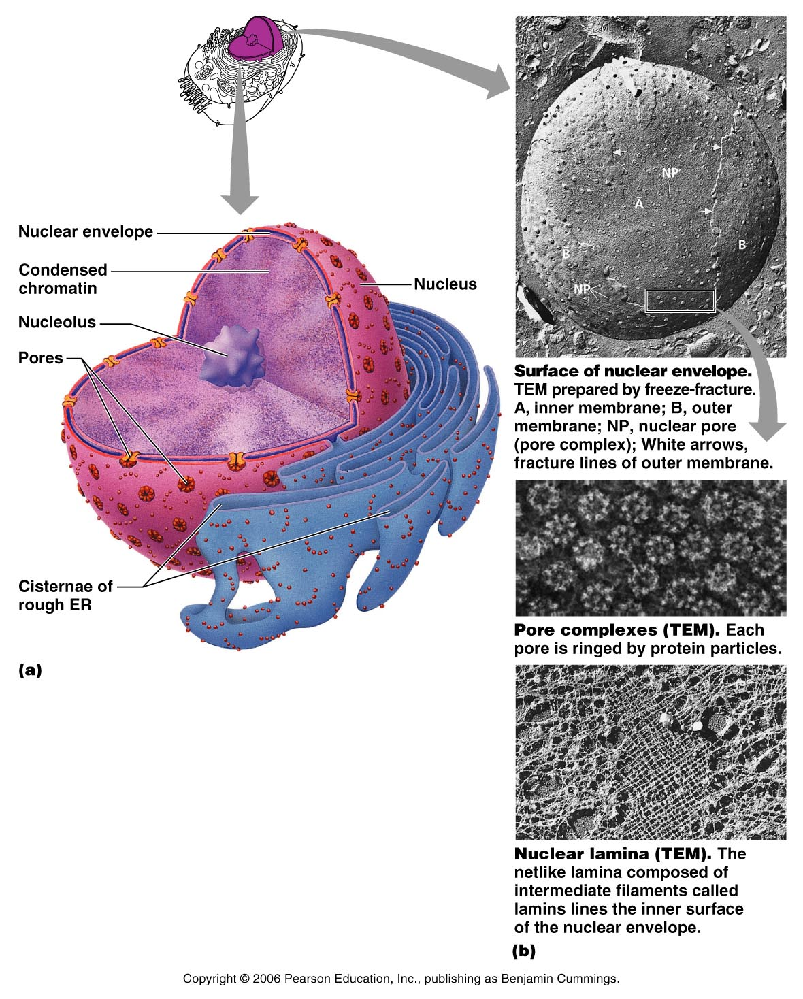 Nuclear envelope
Condensed
chromatin
Nucleolus
Pores
Nucleus
Cisternae of
rough ER
(a)
NP
A
B
B
NP
Surface of nuclear envelope.
TEM prepared by freeze-fracture.
A, inner membrane; B, outer
membrane; NP, nuclear pore
(pore complex); White arrows,
fracture lines of outer membrane.
Pore complexes (TEM). Each
pore is ringed by protein particles.
Nuclear lamina (TEM). The
netlike lamina composed of
intermediate filaments called
lamins lines the inner surface
of the nuclear envelope.
(b)
Copyright © 2006 Pearson Education, Inc., publishing as Benjamin Cummings.